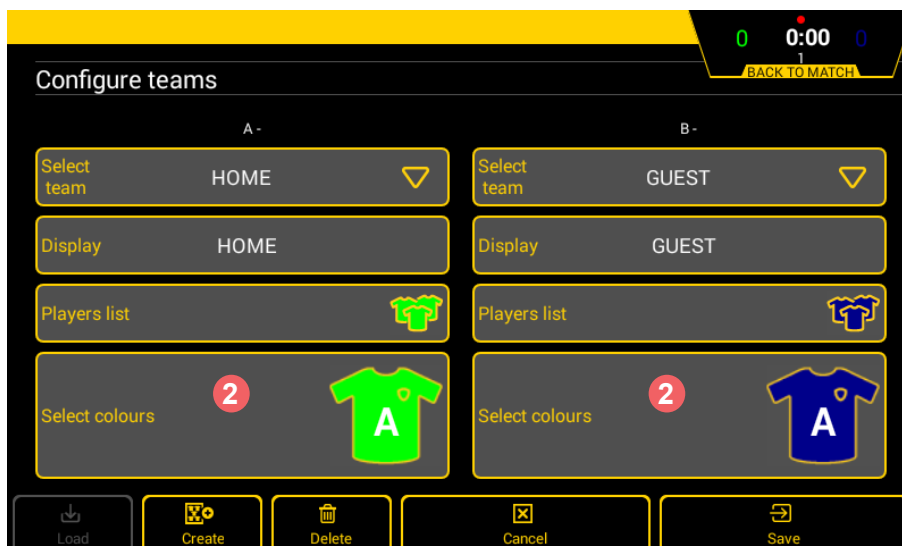 0 0:00 0
1
BACK TO MATCH
Configure teams
A - B -
Select team HOME
Select team GUEST
Display HOME
Display GUEST
Players list
Players list
Select colours 2 A
Select colours 2 A
Load Create Delete Cancel Save